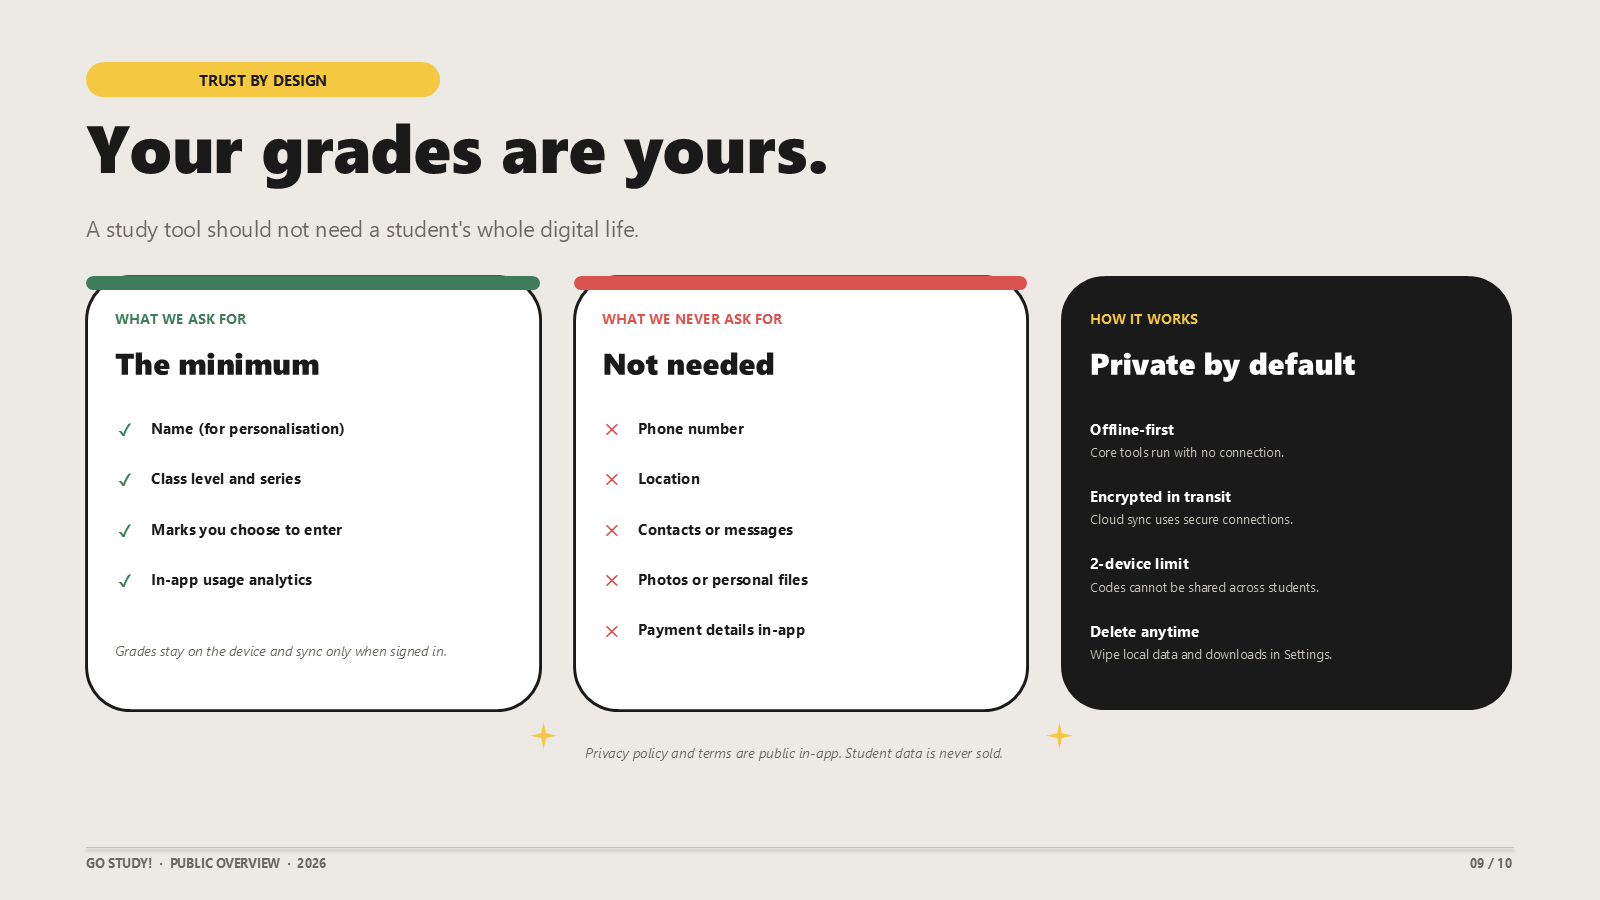 TRUST BY DESIGN
Your grades are yours.
A study tool should not need a student's whole digital life.
WHAT WE ASK FOR
The minimum
✓ Name (for personalisation)
✓ Class level and series
✓ Marks you choose to enter
✓ In-app usage analytics
Grades stay on the device and sync only when signed in.
WHAT WE NEVER ASK FOR
Not needed
✕ Phone number
✕ Location
✕ Contacts or messages
✕ Photos or personal files
✕ Payment details in-app
HOW IT WORKS
Private by default
Offline-first
Core tools run with no connection.
Encrypted in transit
Cloud sync uses secure connections.
2-device limit
Codes cannot be shared across students.
Delete anytime
Wipe local data and downloads in Settings.
Privacy policy and terms are public in-app. Student data is never sold.
GO STUDY! · PUBLIC OVERVIEW · 2026
09 / 10